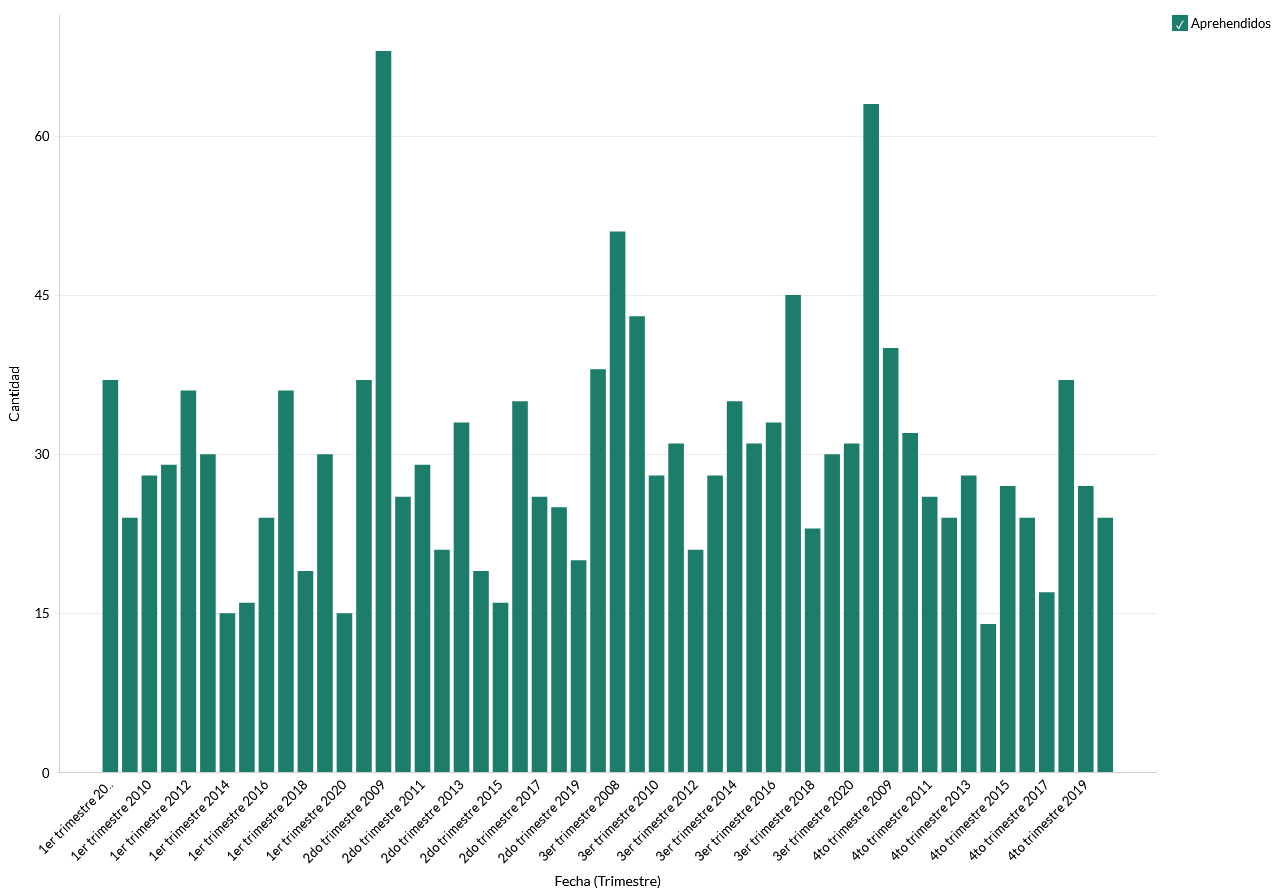 ✓ Aprehendidos
60
45
30
15
0
Cantidad
1er trimestre 20..
1er trimestre 2010
1er trimestre 2012
1er trimestre 2014
1er trimestre 2016
1er trimestre 2018
1er trimestre 2020
2do trimestre 2009
2do trimestre 2011
2do trimestre 2013
2do trimestre 2015
2do trimestre 2017
2do trimestre 2019
3er trimestre 2008
3er trimestre 2010
3er trimestre 2012
3er trimestre 2014
3er trimestre 2016
3er trimestre 2018
3er trimestre 2020
4to trimestre 2009
4to trimestre 2011
4to trimestre 2013
4to trimestre 2015
4to trimestre 2017
4to trimestre 2019
Fecha (Trimestre)